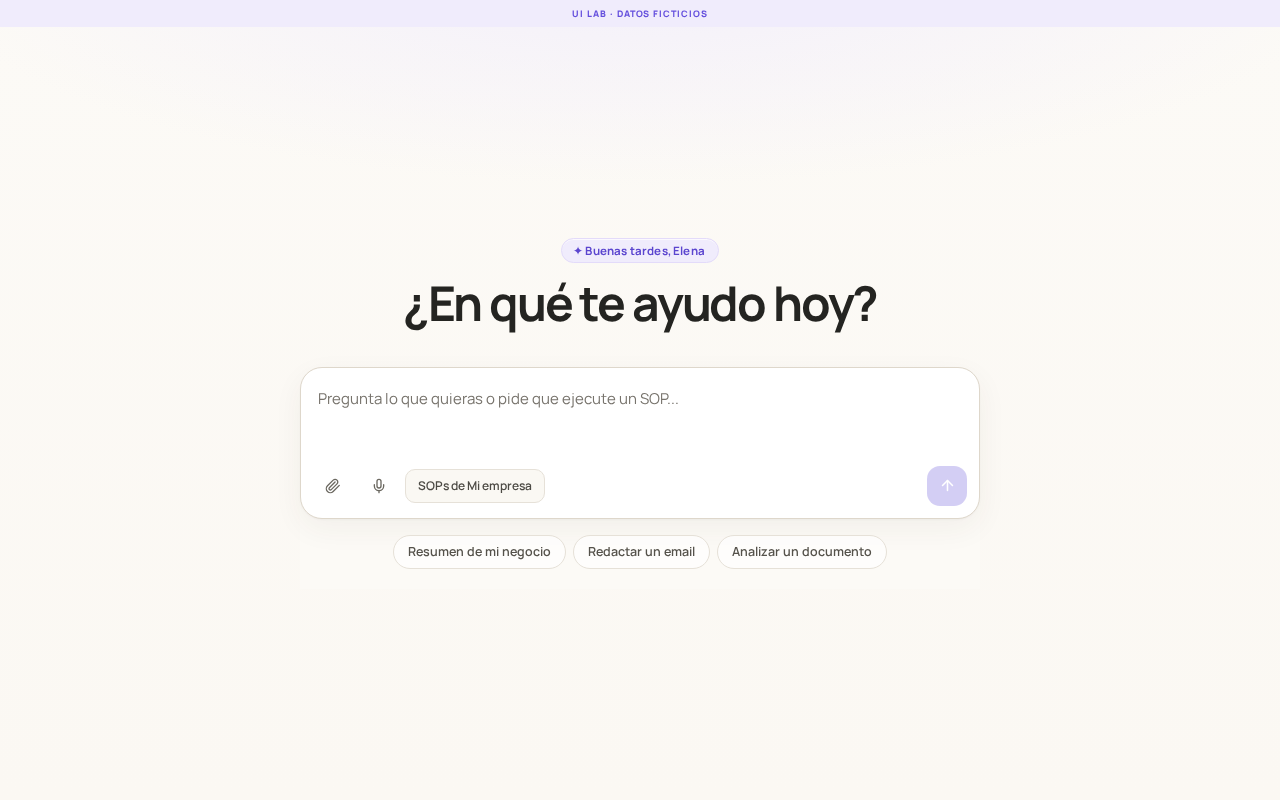 UI LAB · DATOS FICTICIOS
✦ Buenas tardes, Elena
¿En qué te ayudo hoy?
Pregunta lo que quieras o pide que ejecute un SOP...
SOPs de Mi empresa
Resumen de mi negocio
Redactar un email
Analizar un documento